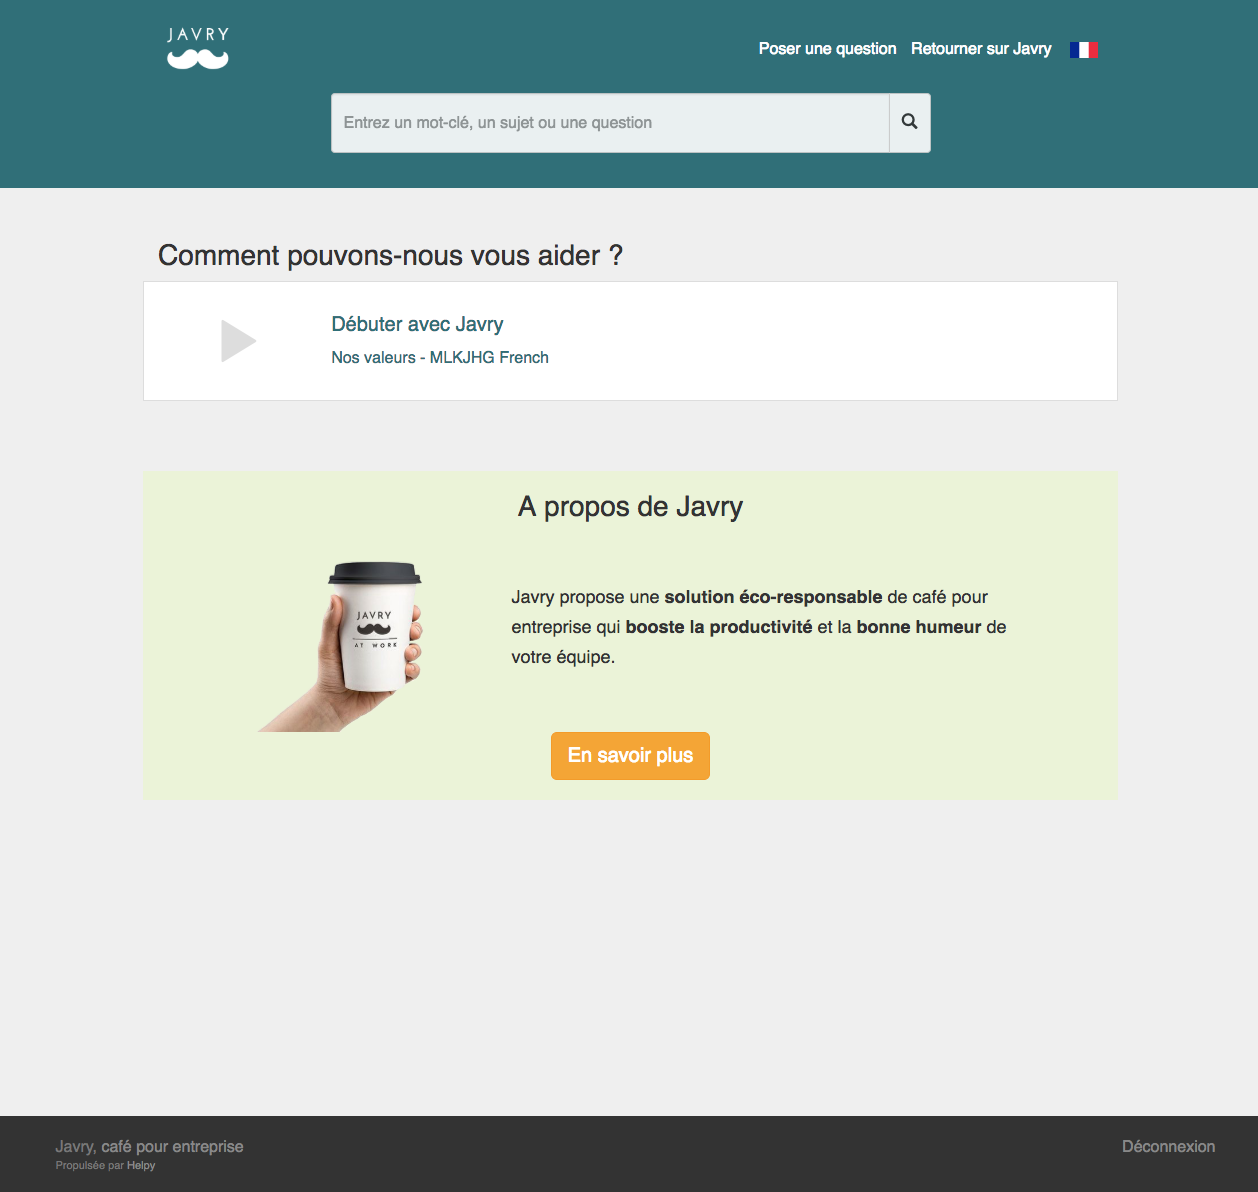 JAVRY
Poser une question Retourner sur Javry
Entrez un mot-clé, un sujet ou une question
Comment pouvons-nous vous aider ?
Débuter avec Javry
Nos valeurs - MLKJHG French
A propos de Javry
JAVRY
AT WORK
Javry propose une solution éco-responsable de café pour
entreprise qui booste la productivité et la bonne humeur de
votre équipe.
En savoir plus
Javry, café pour entreprise
Propulsée par Helpy
Déconnexion